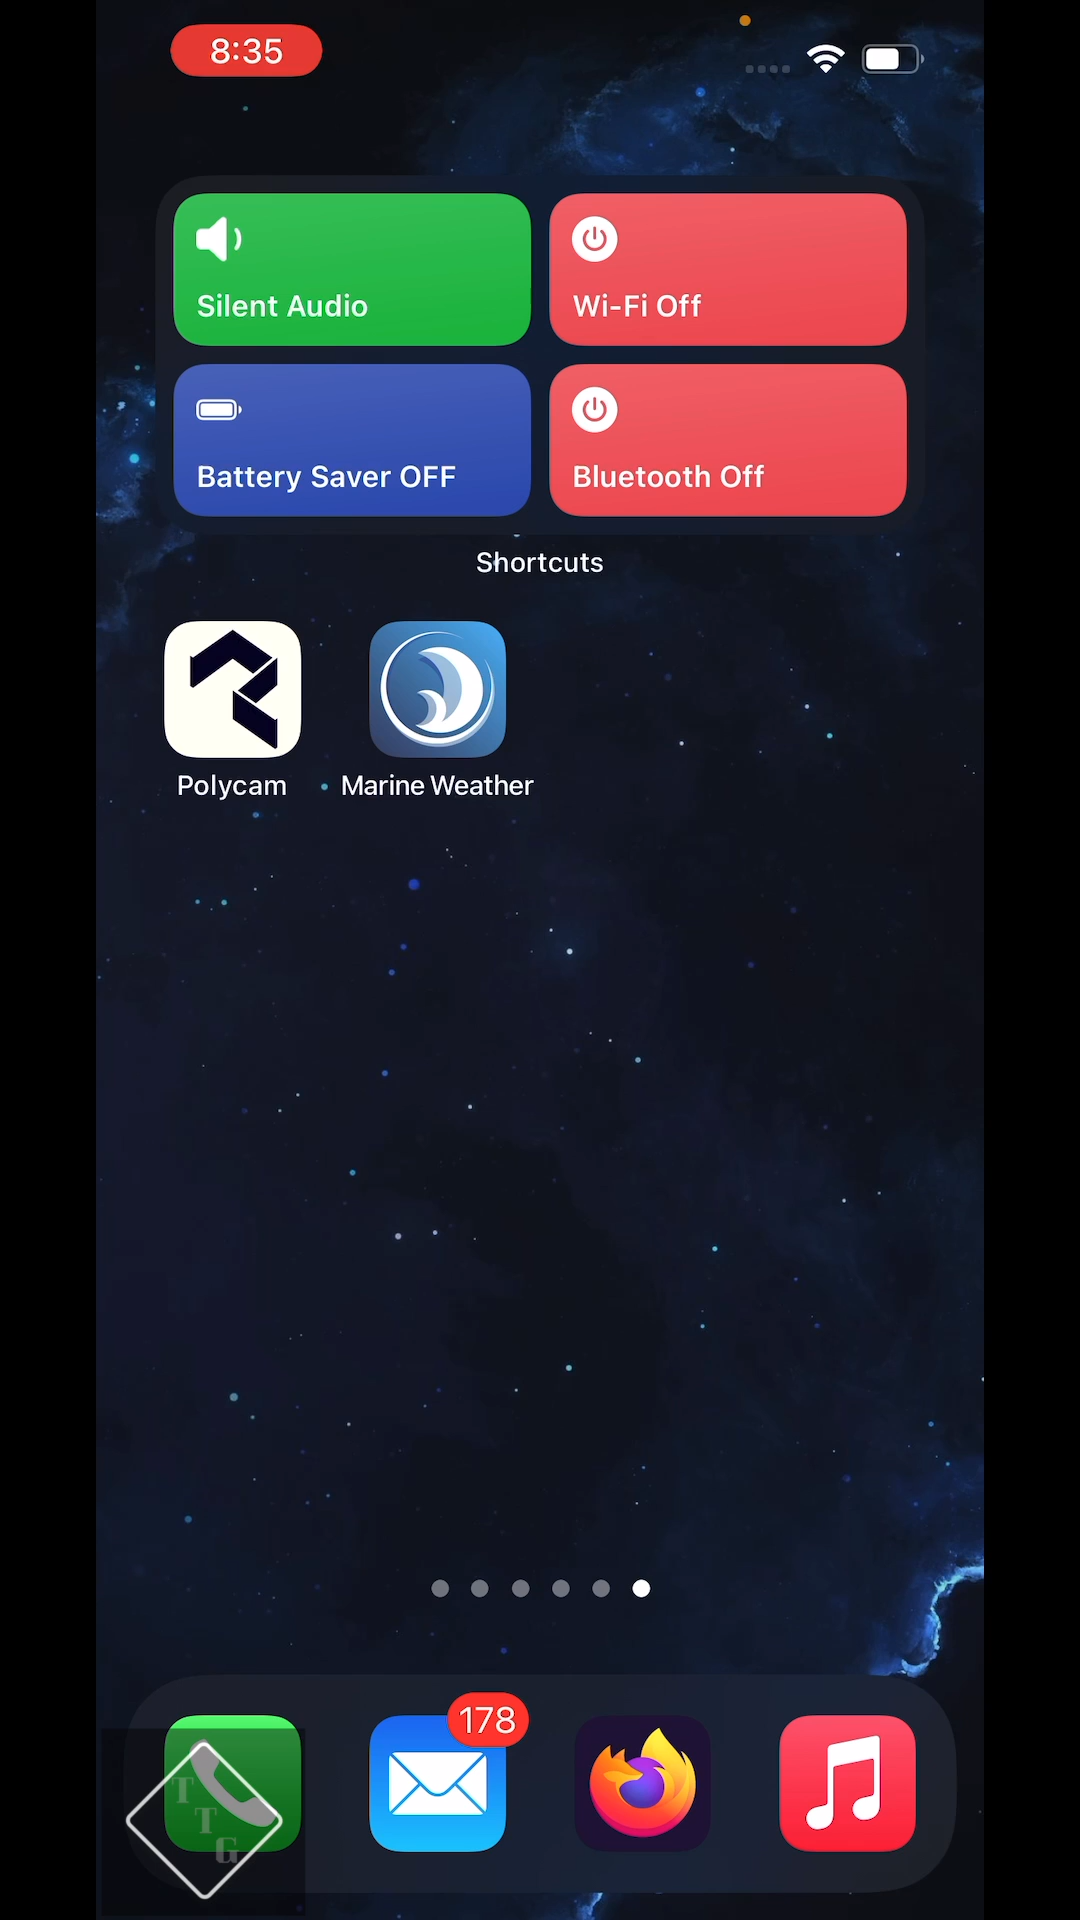 8:35
Silent Audio
Wi-Fi Off
Battery Saver OFF
Bluetooth Off
Shortcuts
Polycam
Marine Weather
178
T
T
G